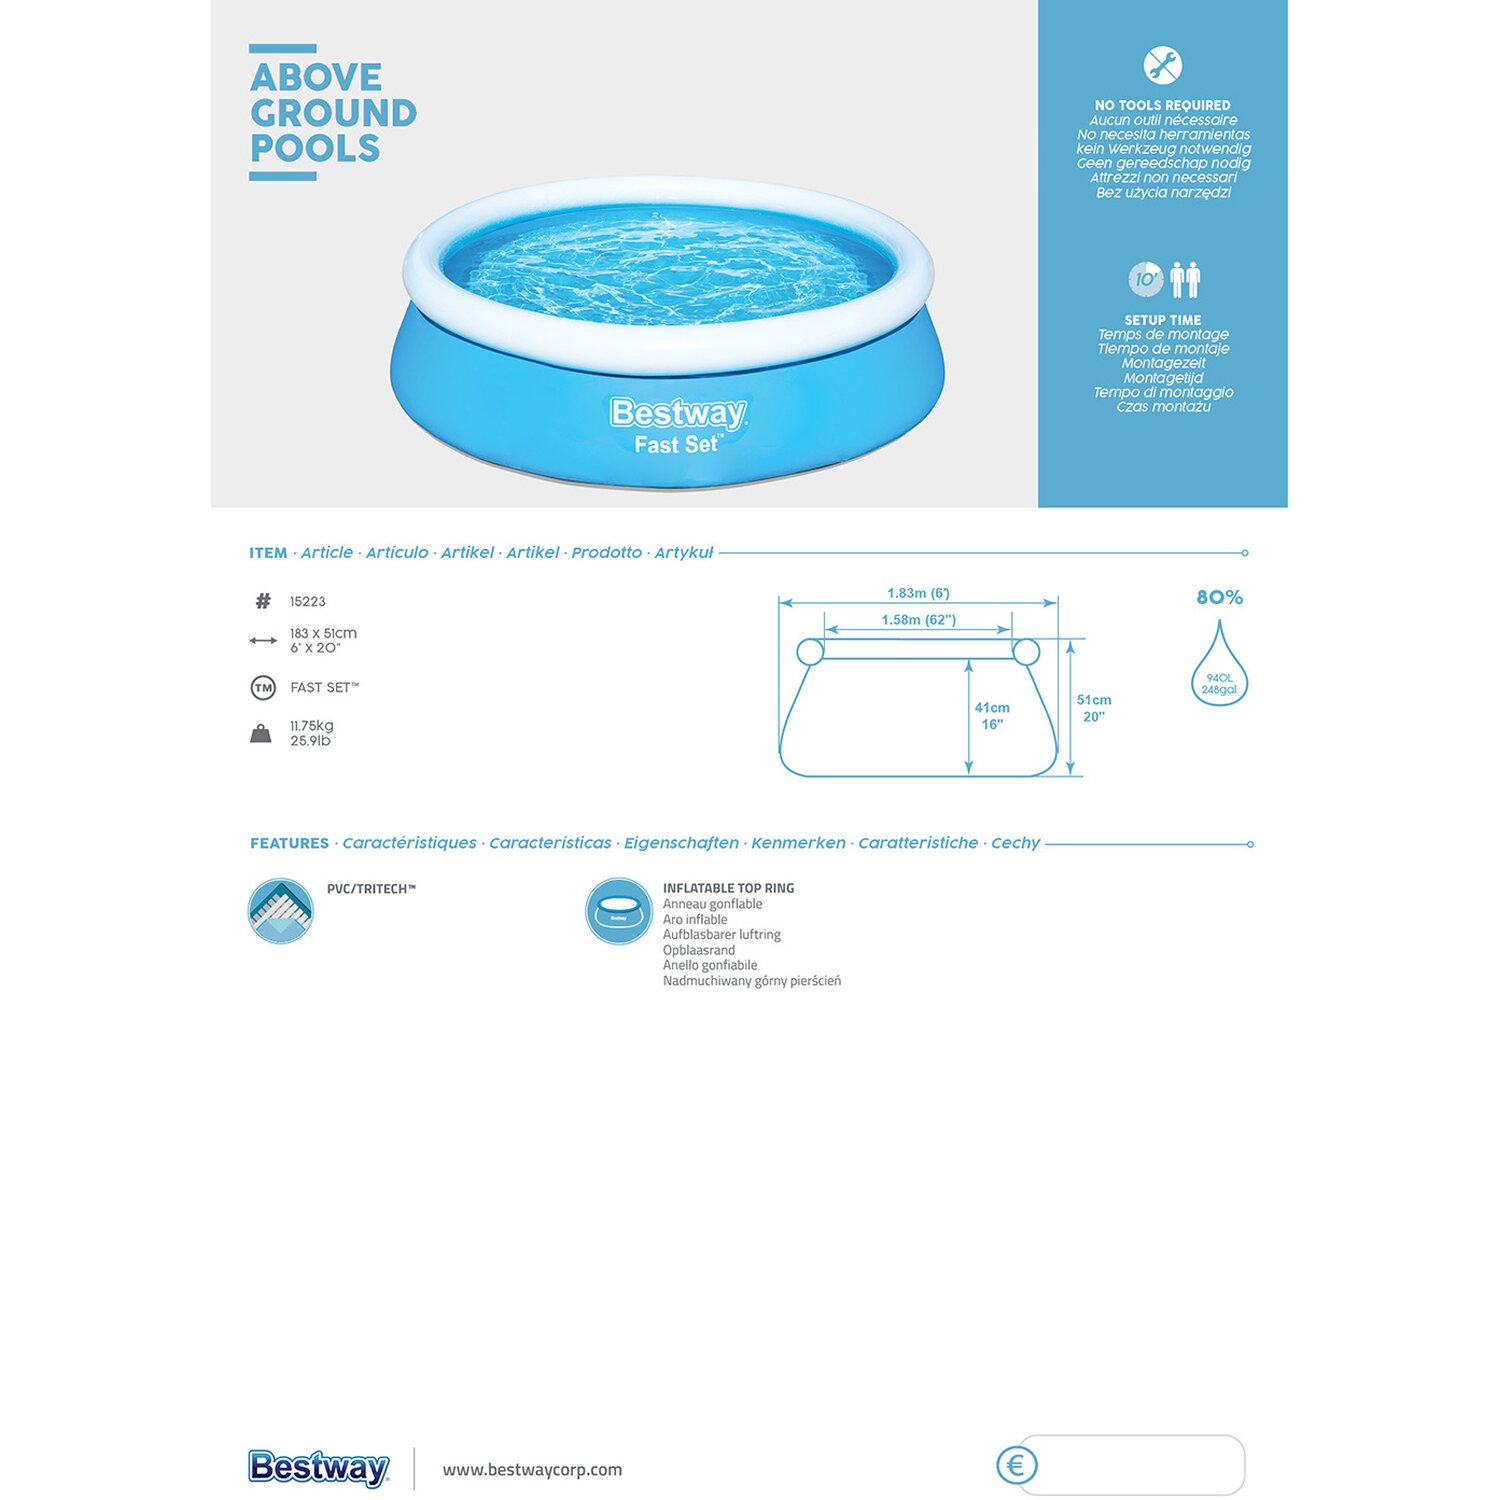 ABOVE
GROUND
POOLS
Bestway
Fast Set™
NO TOOLS REQUIRED
Aucun outil nécessaire
No necesita herramientas
kein Werkzeug notwendig
Geen gereedschap nodig
Attrezzi non necessari
Bez użycia narzędzi
10'
SETUP TIME
Temps de montage
Tiempo de montaje
Montagezeit
Montagetijd
Tempo di montaggio
Czas montażu
ITEM · Article · Artículo · Artikel · Artikel · Prodotto · Artykuł
# 15223
183 x 51cm
6' x 20"
TM FAST SET™
11.75kg
25.9lb
1.83m (6')
1.58m (62")
41cm
16"
51cm
20"
80%
940L
248gal.
FEATURES · Caractéristiques · Características · Eigenschaften · Kenmerken · Caratteristiche · Cechy
PVC/TRITECH™
Bestway
INFLATABLE TOP RING
Anneau gonflable
Aro inflable
Aufblasbarer luftring
Opblaasrand
Anello gonfiabile
Nadmuchiwany górny pierścień
Bestway
www.bestwaycorp.com
€